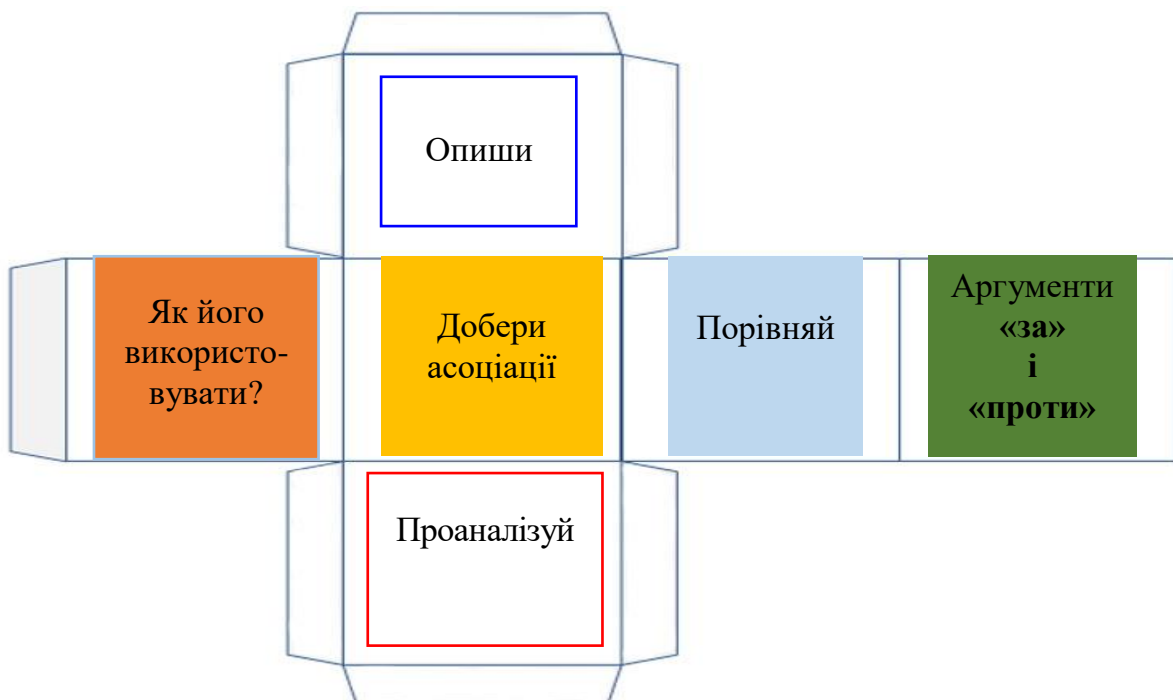 Опиши
Як його
використо-
вувати?
Добери
асоціації
Порівняй
Аргументи
«за»
і
«проти»
Проаналізуй